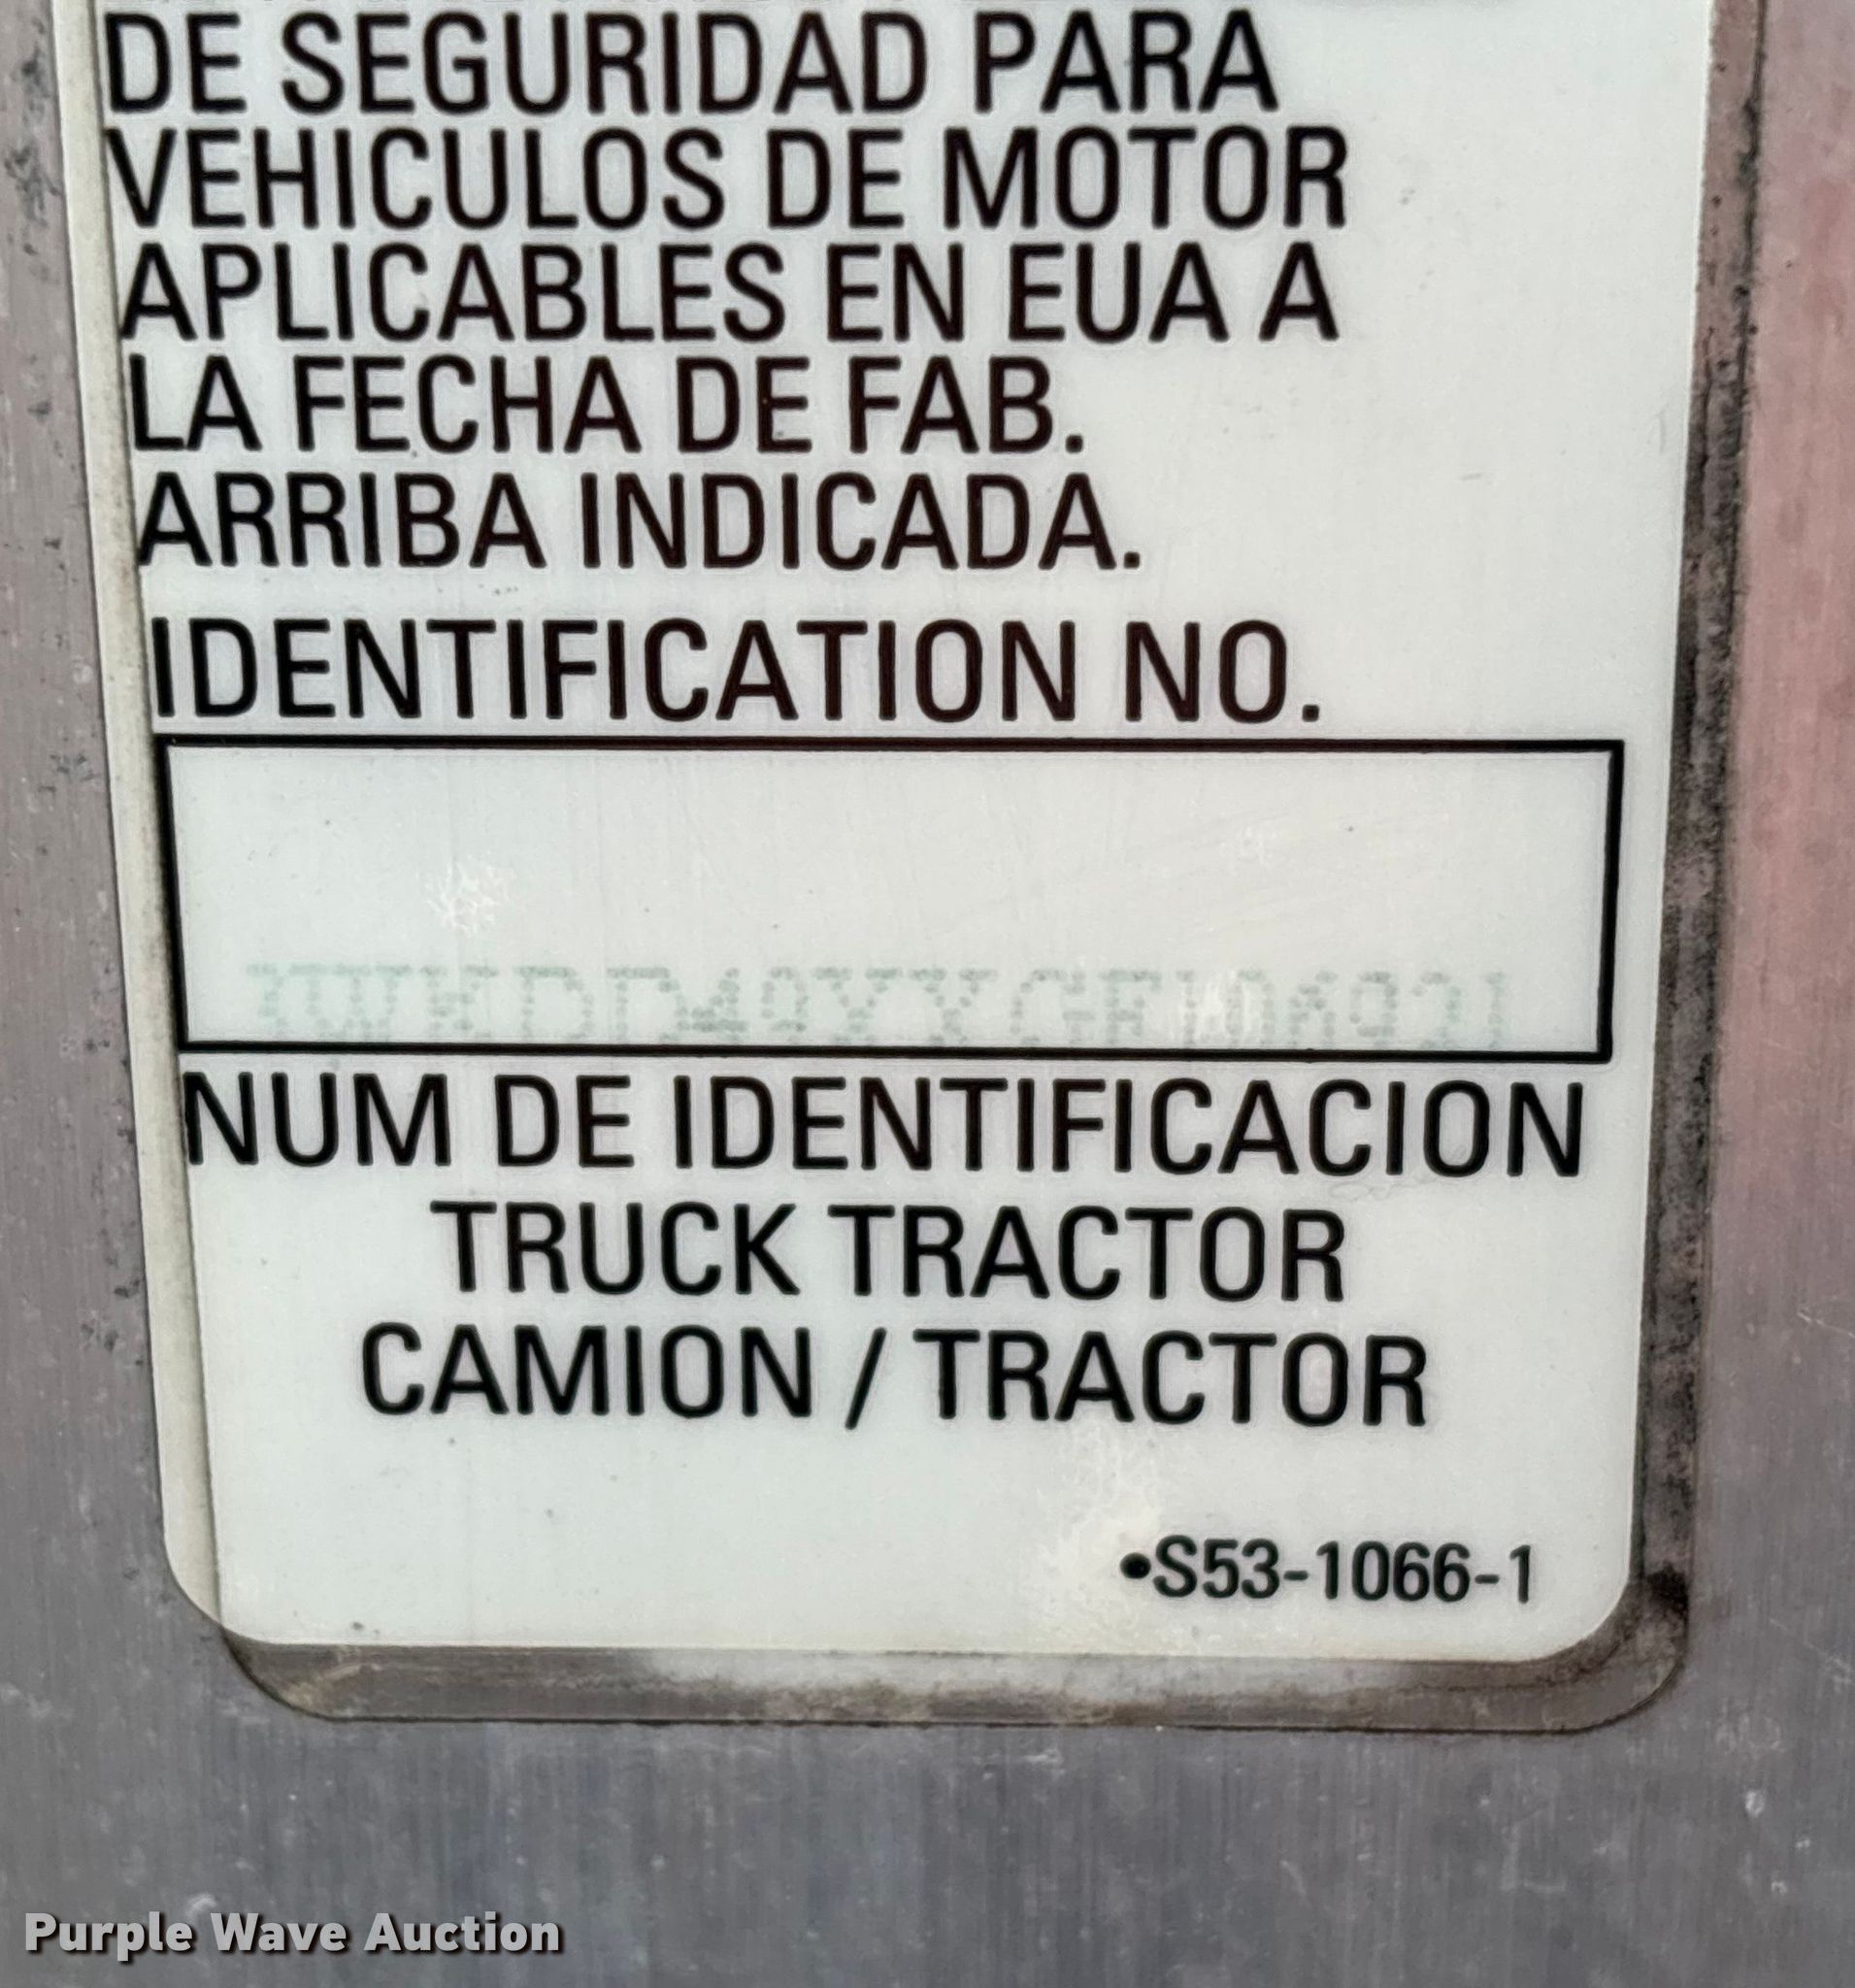 DE SEGURIDAD PARA
VEHICULOS DE MOTOR
APLICABLES EN EUA A
LA FECHA DE FAB.
ARRIBA INDICADA.
IDENTIFICATION NO.
NUM DE IDENTIFICACION
TRUCK TRACTOR
CAMION / TRACTOR
•S53-1066-1
Purple Wave Auction